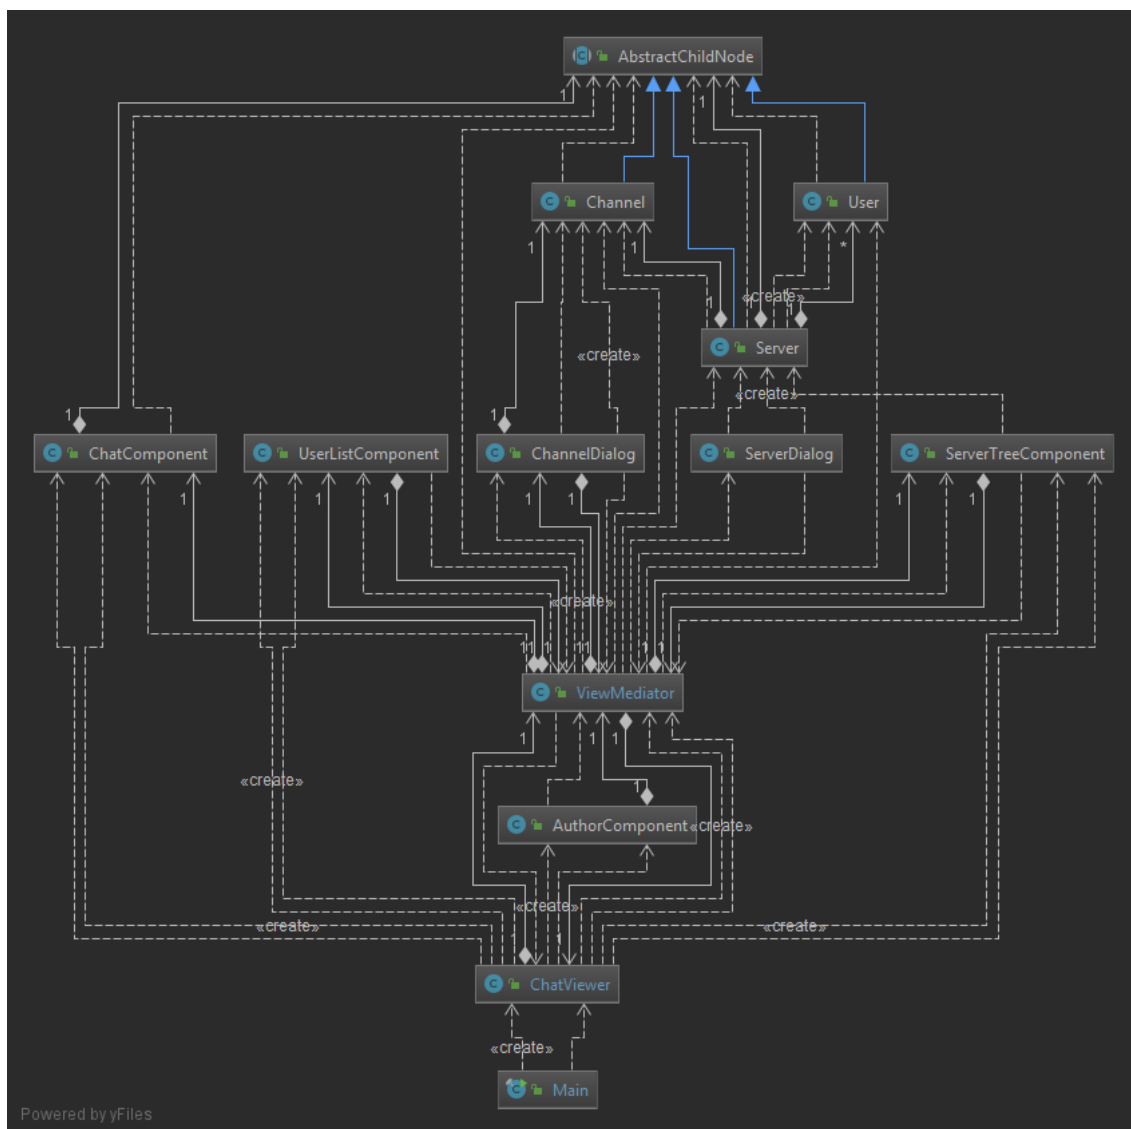 AbstractChildNode
1
1
Channel
User
1
1
*
«create»
1
1
1
Server
«create»
«create»
1
1
ChatComponent
UserListComponent
ChannelDialog
ServerDialog
ServerTreeComponent
1
1
1
1
1
1
1
«create»
1
1
1
1
1
1
ViewMediator
1
1
1
«create»
1
AuthorComponent
«create»
«create»
«create»
«create»
1
1
ChatViewer
«create»
Main
Powered by yFiles